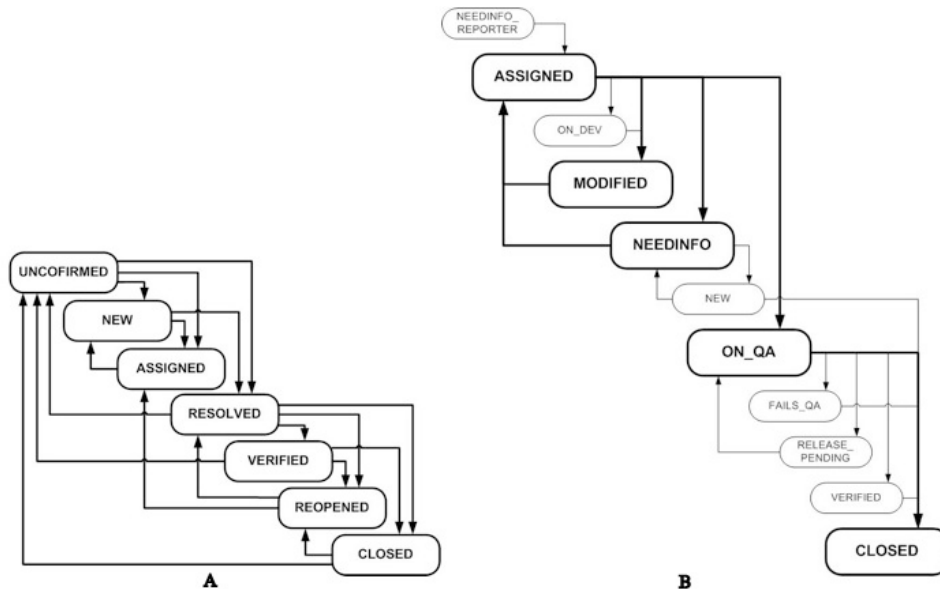 UNCOFIRMED
NEW
ASSIGNED
RESOLVED
VERIFIED
REOPENED
CLOSED
A
NEEDINFO_
REPORTER
ASSIGNED
ON_DEV
MODIFIED
NEEDINFO
NEW
ON_QA
FAILS_QA
RELEASE_
PENDING
VERIFIED
CLOSED
B